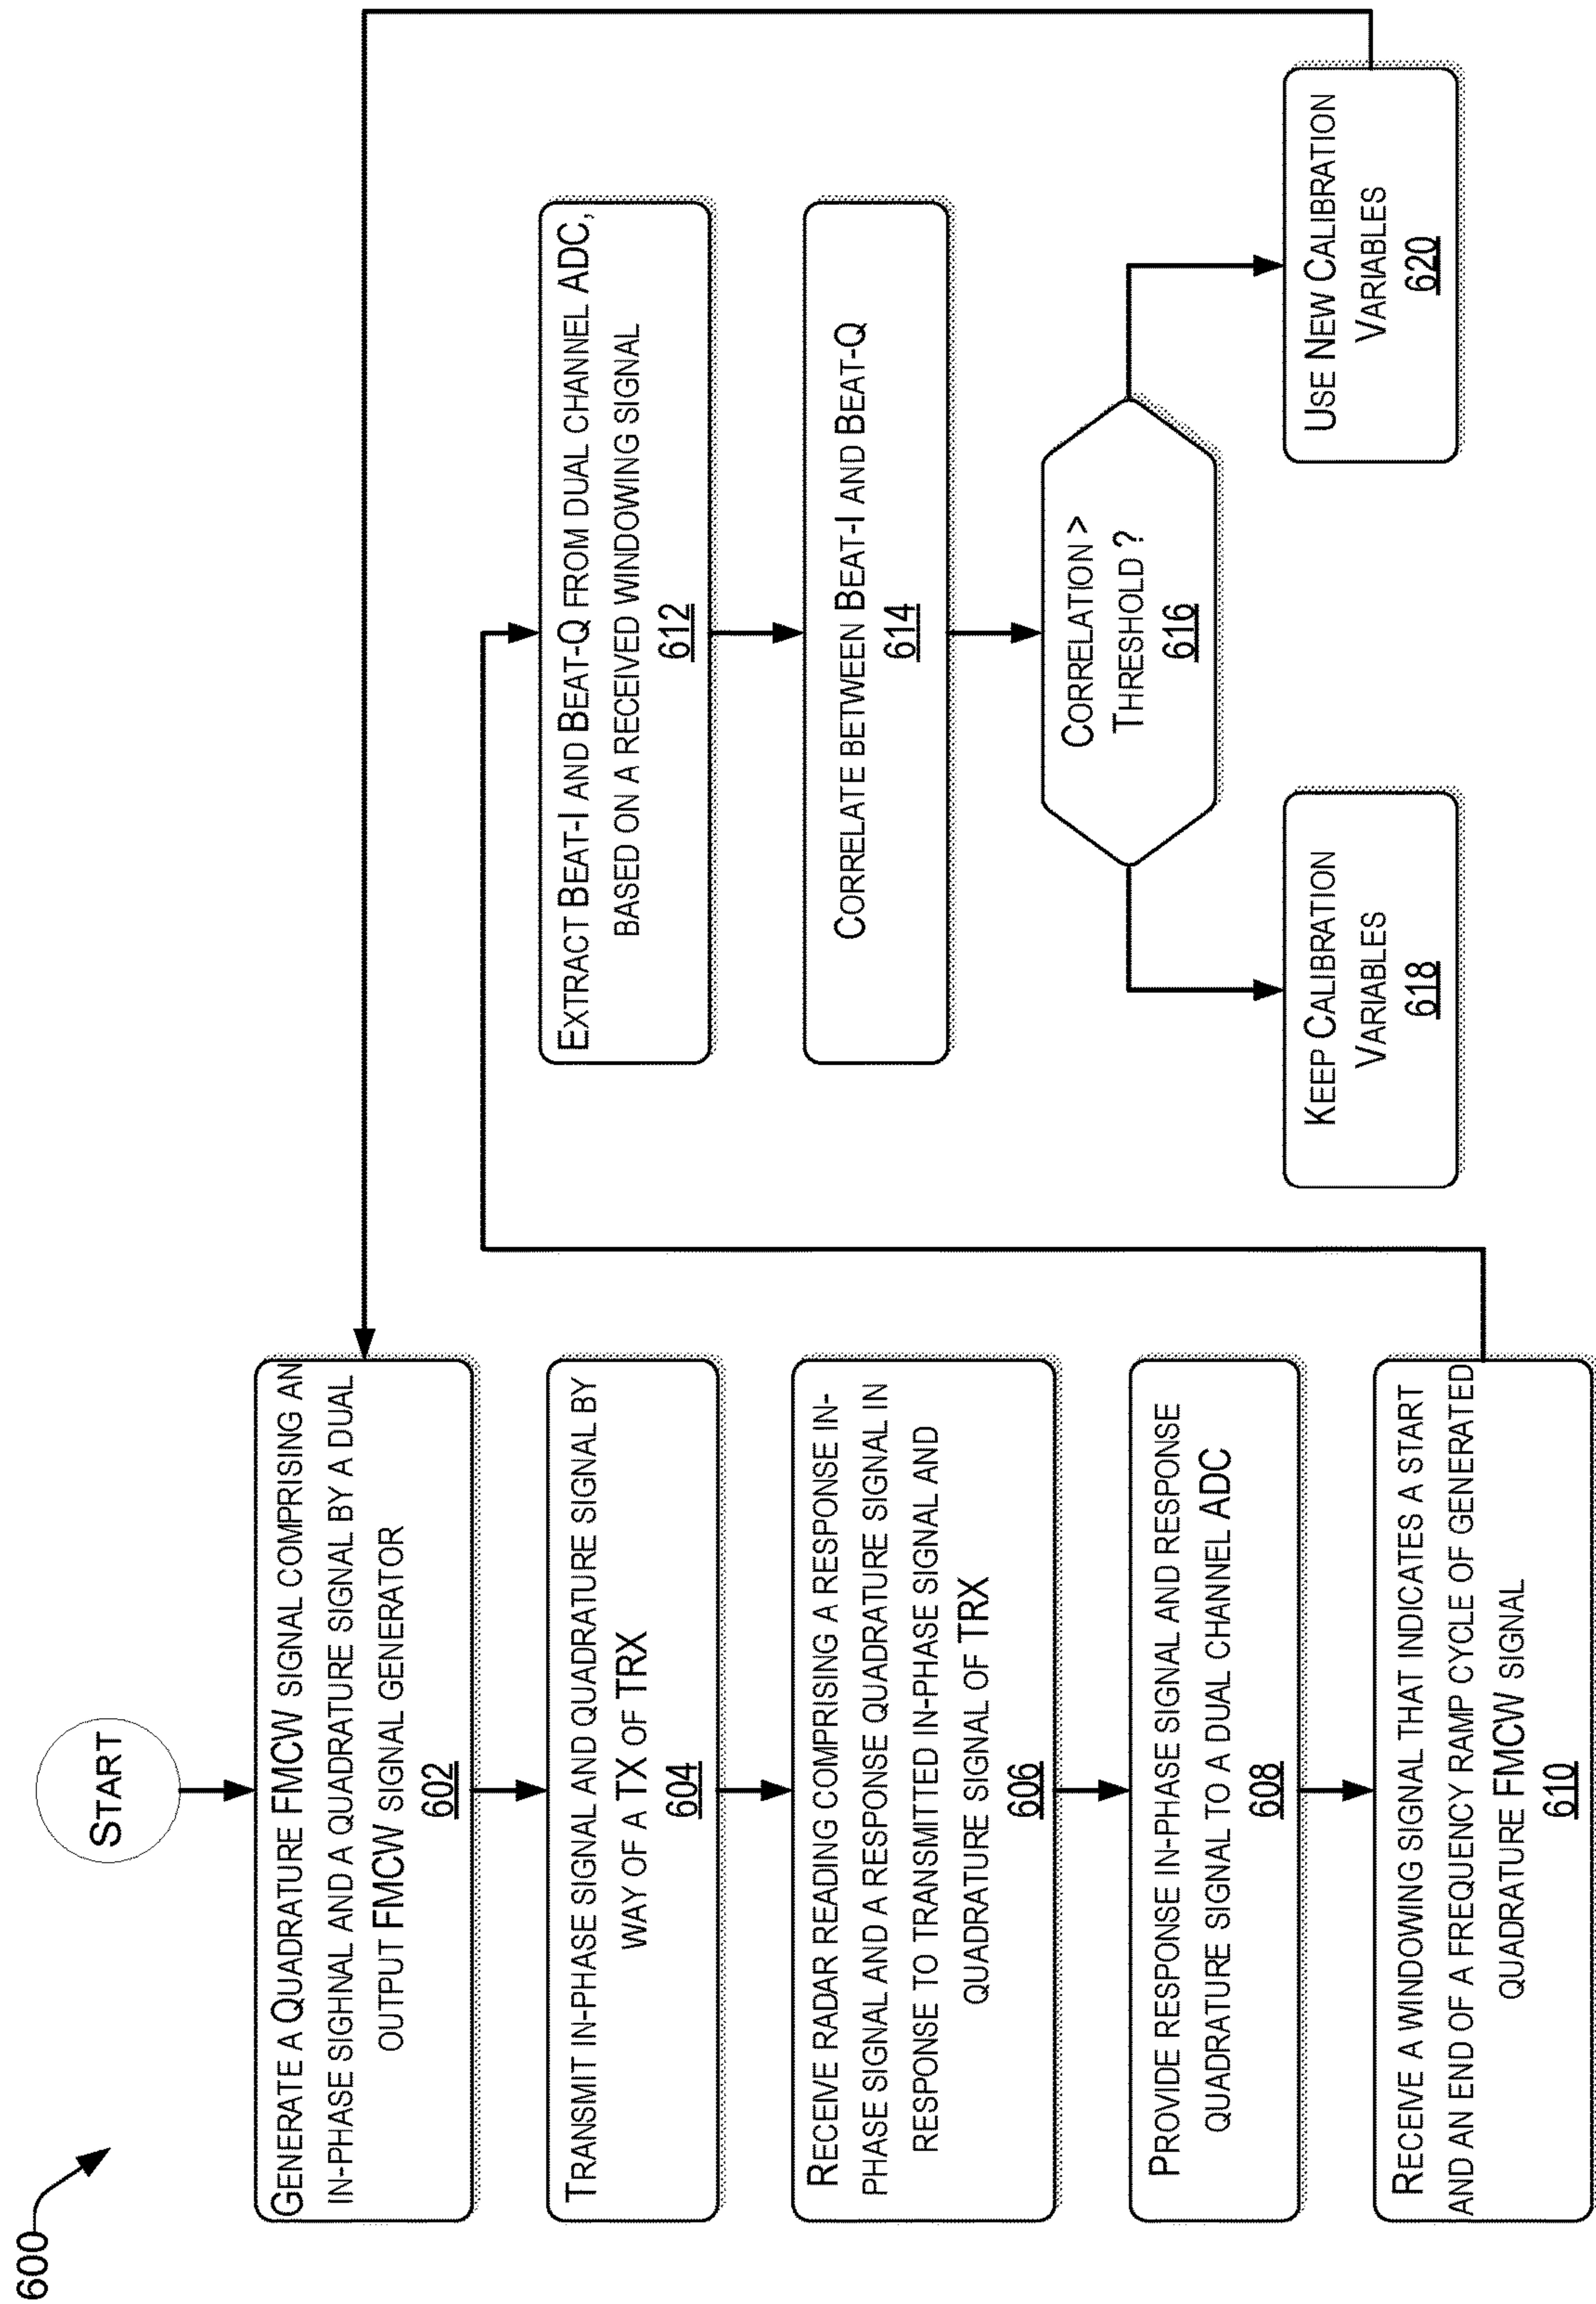 600
START
GENERATE A QUADRATURE FMCW SIGNAL COMPRISING AN
IN-PHASE SIGHNAL AND A QUADRATURE SIGNAL BY A DUAL
OUTPUT FMCW SIGNAL GENERATOR
602
TRANSMIT IN-PHASE SIGNAL AND QUADRATURE SIGNAL BY
WAY OF A TX OF TRX
604
RECEIVE RADAR READING COMPRISING A RESPONSE IN-
PHASE SIGNAL AND A RESPONSE QUADRATURE SIGNAL IN
RESPONSE TO TRANSMITTED IN-PHASE SIGNAL AND
QUADRATURE SIGNAL OF TRX
606
PROVIDE RESPONSE IN-PHASE SIGNAL AND RESPONSE
QUADRATURE SIGNAL TO A DUAL CHANNEL ADC
608
RECEIVE A WINDOWING SIGNAL THAT INDICATES A START
AND AN END OF A FREQUENCY RAMP CYCLE OF GENERATED
QUADRATURE FMCW SIGNAL
610
EXTRACT BEAT-I AND BEAT-Q FROM DUAL CHANNEL ADC,
BASED ON A RECEIVED WINDOWING SIGNAL
612
CORRELATE BETWEEN BEAT-I AND BEAT-Q
614
CORRELATION >
THRESHOLD ?
616
KEEP CALIBRATION
VARIABLES
618
USE NEW CALIBRATION
VARIABLES
620